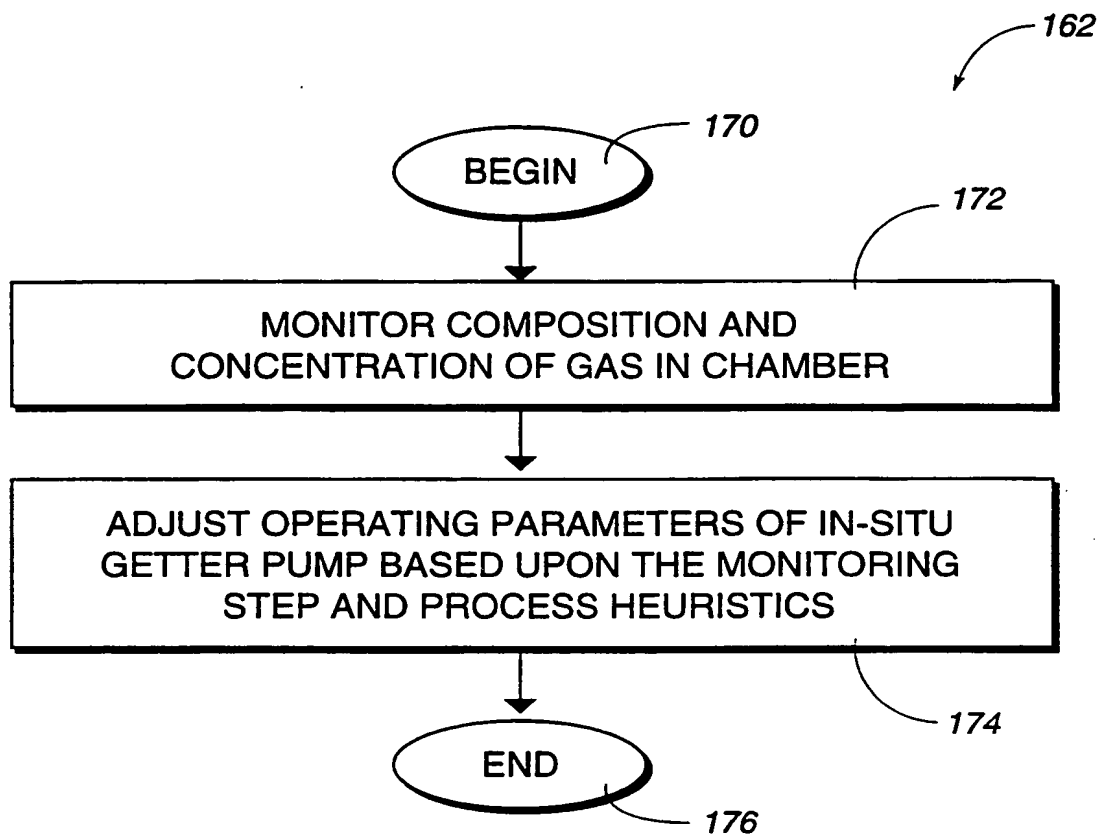 162
BEGIN
170
172
MONITOR COMPOSITION AND
CONCENTRATION OF GAS IN CHAMBER
ADJUST OPERATING PARAMETERS OF IN-SITU
GETTER PUMP BASED UPON THE MONITORING
STEP AND PROCESS HEURISTICS
174
END
176